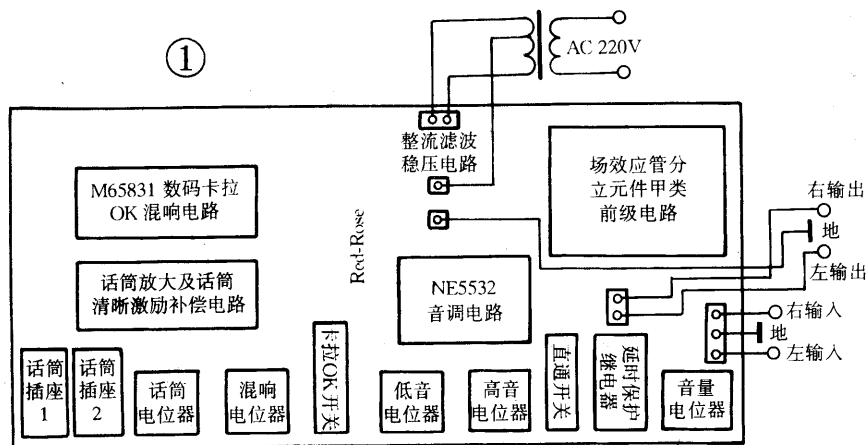 ①
AC 220V
整流滤波
稳压电路
场效应管分
立元件甲类
前级电路
M65831 数码卡拉
OK 混响电路
右输出
地
左输出
Red-Rose
话筒放大及话筒
清晰激励补偿电路
NE5532
音调电路
右输入
地
左输入
话筒
插座
1
话筒
插座
2
话筒
电位器
混响
电位器
卡拉OK开关
低音
电位器
高音
电位器
直通开关
延时保护
继电器
音量
电位器